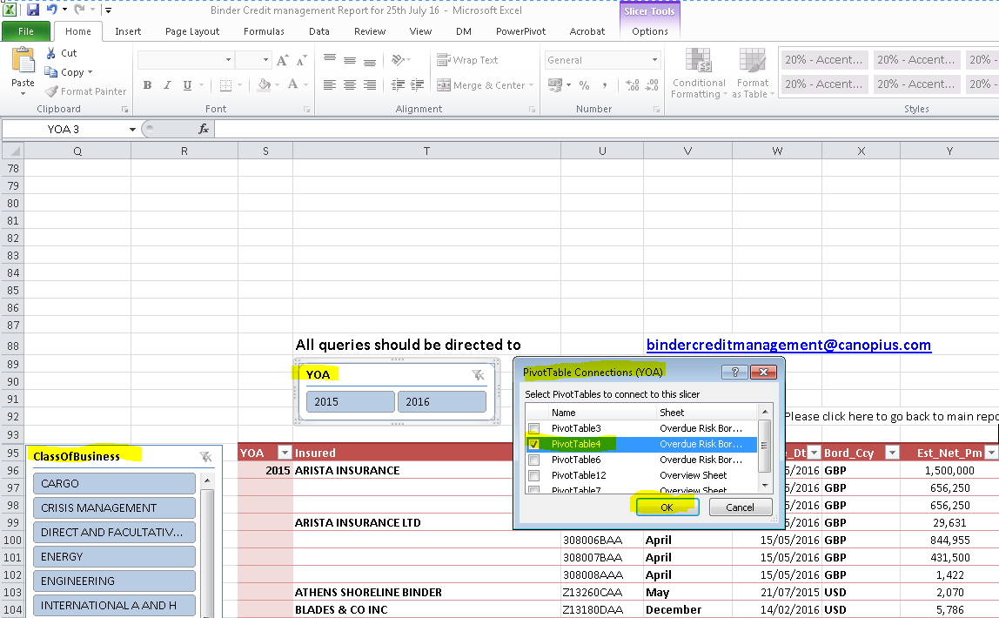 Binder Credit management Report for 25th July 16 - Microsoft Excel
Slicer Tools
File Home Insert Page Layout Formulas Data Review View DM PowerPivot Acrobat Options
Paste
Cut
Copy
Format Painter
Wrap Text
Merge & Center
General
Conditional Formatting
Format as Table
20% - Accent... 20% - Accent... 20% -
20% - Accent... 20% - Accent... 20% -
Clipboard Font Alignment Number Styles
YOA 3 fx
Q R S T U V W X Y
78
79
80
81
82
83
84
85
86
87
88 All queries should be directed to bindercreditmanagement@canopius.com
89
90 YOA
91 2015 2016
92 Please click here to go back to main repo
93
PivotTable Connections (YOA)
Select PivotTables to connect to this slicer
Name Sheet
PivotTable3 Overdue Risk Bor...
PivotTable4 Overdue Risk Bor...
PivotTable6 Overdue Risk Bor...
PivotTable12 Overview Sheet
PivotTable7 Overview Sheet
OK Cancel
ClassOfBusiness
CARGO
CRISIS MANAGEMENT
DIRECT AND FACULTATIV...
ENERGY
ENGINEERING
INTERNATIONAL A AND H
95 YOA Insured _Dt Bord_Ccy Est_Net_Pm
96 2015 ARISTA INSURANCE 5/2016 GBP 1,500,000
97 5/2016 GBP 656,250
98 5/2016 GBP 656,250
99 ARISTA INSURANCE LTD 5/2016 GBP 29,631
100 308006BAA April 15/05/2016 GBP 844,955
101 308007BAA April 15/05/2016 GBP 431,500
102 308008AAA April 15/05/2016 GBP 1,422
103 ATHENS SHORELINE BINDER Z13260CAA May 21/07/2015 USD 2,070
104 BLADES & CO INC Z13180DAA December 14/02/2016 USD 5,786